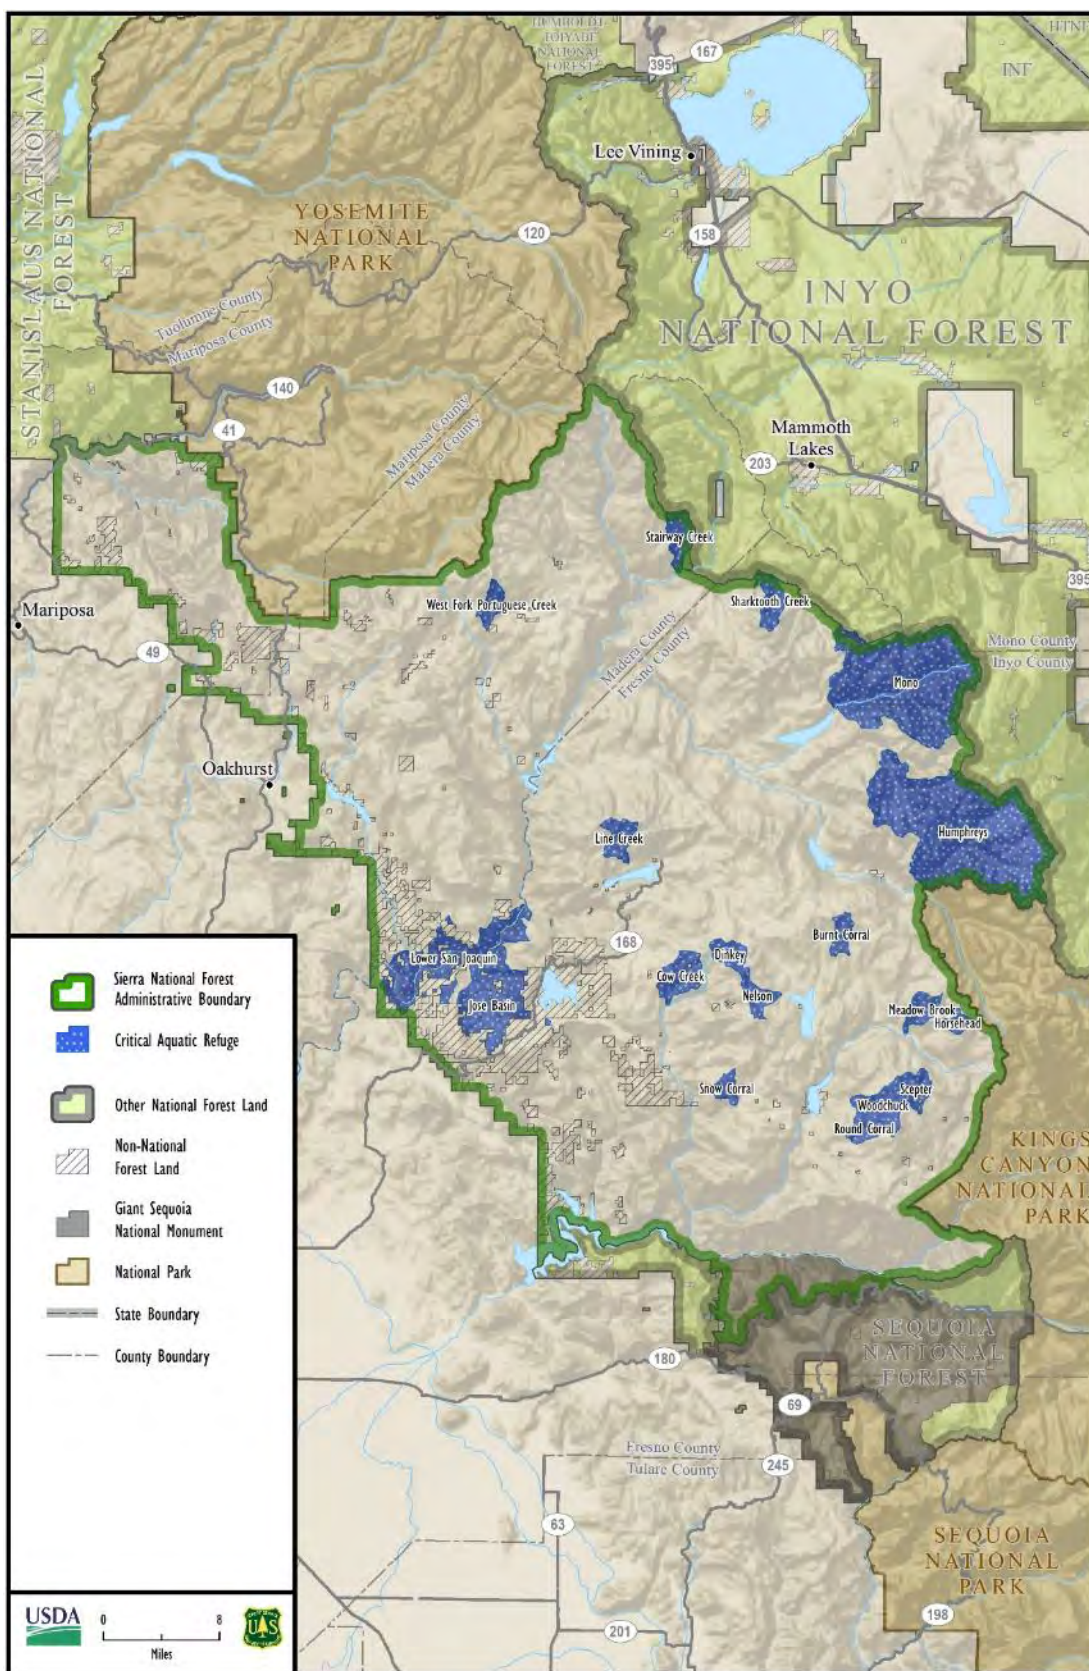 HUMBOLDT
TOIYABE
NATIONAL
FOREST
HTNF
INF
167
395
STANISLAUS NATIONAL
FOREST
Lee Vining
YOSEMITE
NATIONAL
PARK
120
158
INYO
NATIONAL FOREST
Tuolumne County
Mariposa County
140
41
Mariposa County
Madera County
Mammoth
Lakes
203
Stairway Creek
395
West Fork Portuguese Creek
Sharktooth Creek
Mariposa
49
Madera County
Fresno County
Mono County
Inyo County
Mono
Oakhurst
Line Creek
Humphreys
168
Burnt Corral
Lower San Joaquin
Dinkey
Cow Creek
Nelson
Jose Basin
Meadow Brook
Horsehead
Snow Corral
Scepter
Woodchuck
Round Corral
KINGS
CANYON
NATIONAL
PARK
SEQUOIA
NATIONAL
FOREST
180
69
Fresno County
Tulare County
245
63
SEQUOIA
NATIONAL
PARK
198
201
Sierra National Forest
Administrative Boundary
Critical Aquatic Refuge
Other National Forest Land
Non-National
Forest Land
Giant Sequoia
National Monument
National Park
State Boundary
County Boundary
USDA
0 8
Miles
U S